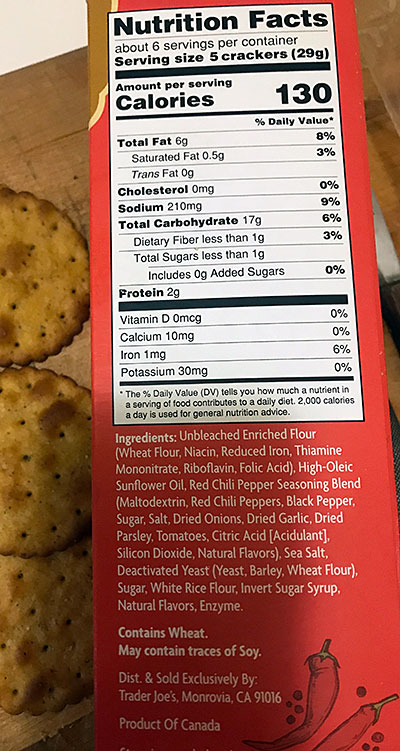 Nutrition Facts
about 6 servings per container
Serving size 5 crackers (29g)
Amount per serving
Calories 130
% Daily Value*
Total Fat 6g 8%
Saturated Fat 0.5g 3%
Trans Fat 0g
Cholesterol 0mg 0%
Sodium 210mg 9%
Total Carbohydrate 17g 6%
Dietary Fiber less than 1g 3%
Total Sugars less than 1g
Includes 0g Added Sugars 0%
Protein 2g
Vitamin D 0mcg 0%
Calcium 10mg 0%
Iron 1mg 6%
Potassium 30mg 0%
* The % Daily Value (DV) tells you how much a nutrient in
a serving of food contributes to a daily diet. 2,000 calories
a day is used for general nutrition advice.
Ingredients: Unbleached Enriched Flour
(Wheat Flour, Niacin, Reduced Iron, Thiamine
Mononitrate, Riboflavin, Folic Acid), High-Oleic
Sunflower Oil, Red Chili Pepper Seasoning Blend
(Maltodextrin, Red Chili Peppers, Black Pepper,
Sugar, Salt, Dried Onions, Dried Garlic, Dried
Parsley, Tomatoes, Citric Acid [Acidulant],
Silicon Dioxide, Natural Flavors), Sea Salt,
Deactivated Yeast (Yeast, Barley, Wheat Flour),
Sugar, White Rice Flour, Invert Sugar Syrup,
Natural Flavors, Enzyme.
Contains Wheat.
May contain traces of Soy.
Dist. & Sold Exclusively By:
Trader Joe's, Monrovia, CA 91016
Product Of Canada